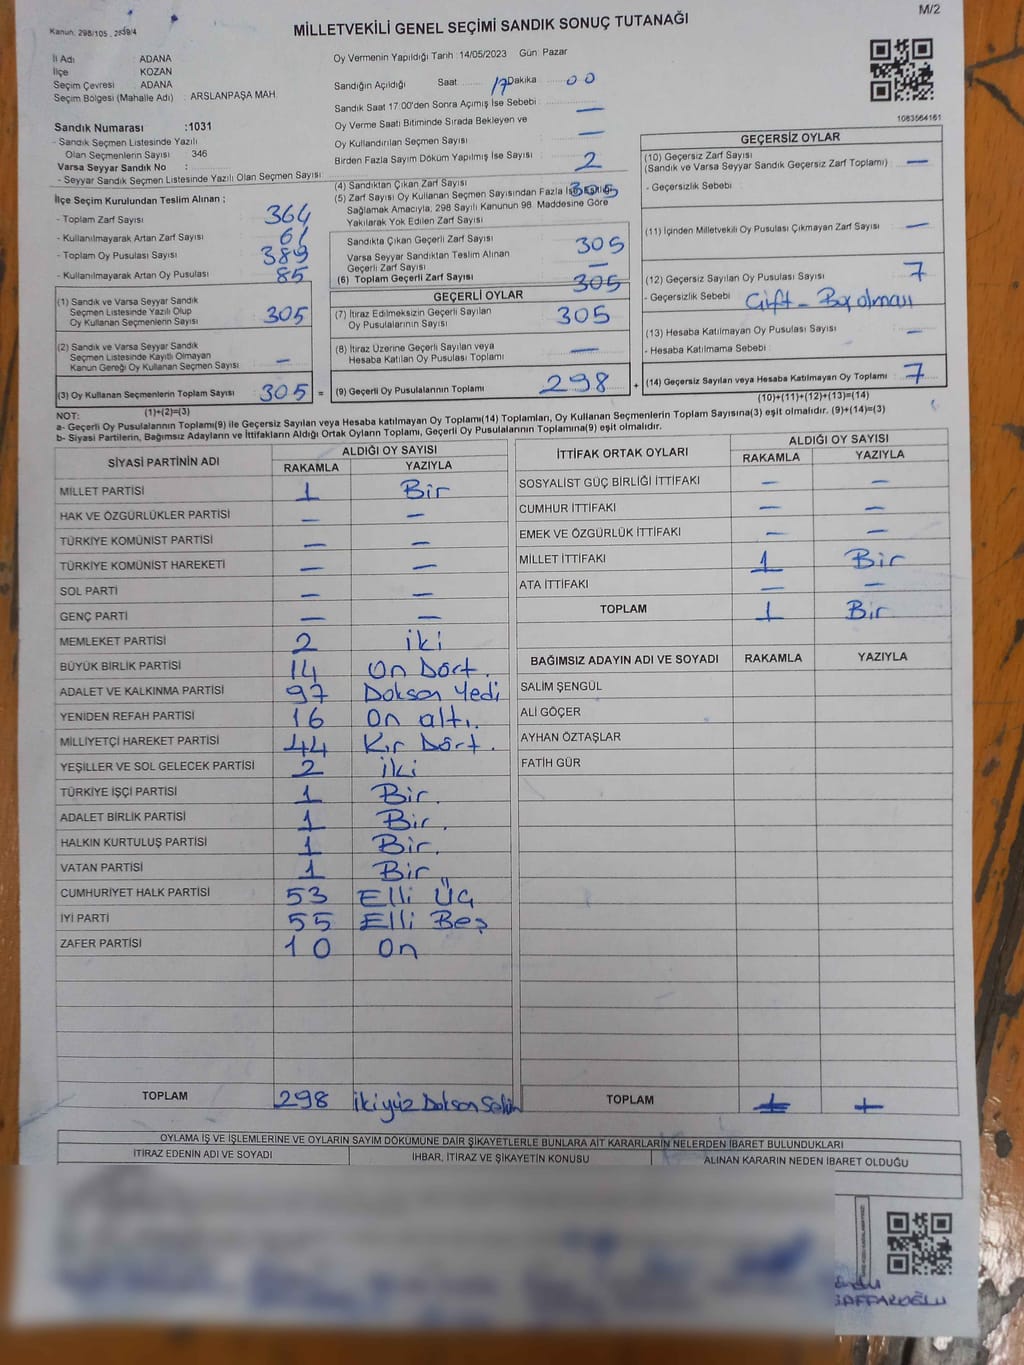 Kanun: 298/105, 2839/4
MİLLETVEKİLİ GENEL SEÇİMİ SANDIK SONUÇ TUTANAĞI
M/2
İl Adı : ADANA
İlçe : KOZAN
Seçim Çevresi : ADANA
Seçim Bölgesi (Mahalle Adı) : ARSLANPAŞA MAH.
Oy Vermenin Yapıldığı Tarih :14/05/2023 Gün: Pazar
Sandığın Açıldığı Saat 17 Dakika 00
Sandık Saat 17:00'den Sonra Açımış İse Sebebi : —
Oy Verme Saati Bitiminde Sırada Bekleyen ve
Oy Kullandırılan Seçmen Sayısı —
Birden Fazla Sayım Döküm Yapılmış İse Sayısı 2
1083564161
Sandık Numarası :1031
- Sandık Seçmen Listesinde Yazılı
Olan Seçmenlerin Sayısı 346
Varsa Seyyar Sandık No :
- Seyyar Sandık Seçmen Listesinde Yazılı Olan Seçmen Sayısı :
İlçe Seçim Kurulundan Teslim Alınan ;
- Toplam Zarf Sayısı 364
- Kullanılmayarak Artan Zarf Sayısı 61
- Toplam Oy Pusulası Sayısı 389
- Kullanılmayarak Artan Oy Pusulası 85
(1) Sandık ve Varsa Seyyar Sandık
Seçmen Listesinde Yazılı Olup
Oy Kullanan Seçmenlerin Sayısı 305
(2) Sandık ve Varsa Seyyar Sandık
Seçmen Listesinde Kayıtlı Olmayan
Kanun Gereği Oy Kullanan Seçmen Sayısı —
(3) Oy Kullanan Seçmenlerin Toplam Sayısı 305 =
(1)+(2)=(3)
(4) Sandıktan Çıkan Zarf Sayısı 305
(5) Zarf Sayısı Oy Kullanan Seçmen Sayısından Fazla İse
Sağlamak Amacıyla; 298 Sayılı Kanunun 98. Maddesine Göre
Yakılarak Yok Edilen Zarf Sayısı
Sandıkta Çıkan Geçerli Zarf Sayısı 305
Varsa Seyyar Sandıktan Teslim Alınan
Geçerli Zarf Sayısı —
(6) Toplam Geçerli Zarf Sayısı 305
GEÇERLİ OYLAR
(7) İtiraz Edilmeksizin Geçerli Sayılan
Oy Pusulalarının Sayısı 305
(8) İtiraz Üzerine Geçerli Sayılan veya
Hesaba Katılan Oy Pusulası Toplamı —
(9) Geçerli Oy Pusulalarının Toplamı 298 +
GEÇERSİZ OYLAR
(10) Geçersiz Zarf Sayısı
(Sandık ve Varsa Seyyar Sandık Geçersiz Zarf Toplamı) —
- Geçersizlik Sebebi :
(11) İçinden Milletvekili Oy Pusulası Çıkmayan Zarf Sayısı —
(12) Geçersiz Sayılan Oy Pusulası Sayısı 7
- Geçersizlik Sebebi : Çift - Boş olması
(13) Hesaba Katılmayan Oy Pusulası Sayısı —
- Hesaba Katılmama Sebebi :
(14) Geçersiz Sayılan veya Hesaba Katılmayan Oy Toplamı 7
(10)+(11)+(12)+(13)=(14)
NOT:
a- Geçerli Oy Pusulaların Toplamı(9) ile Geçersiz Sayılan veya Hesaba katılmayan Oy Toplamı(14) Toplamları, Oy Kullanan Seçmenlerin Toplam Sayısına(3) eşit olmalıdır. (9)+(14)=(3)
b- Siyasi Partilerin, Bağımsız Adayların ve İttifakların Aldığı Ortak Oyların Toplamı, Geçerli Oy Pusulalarının Toplamına(9) eşit olmalıdır.
SİYASİ PARTİNİN ADI ALDIĞI OY SAYISI
RAKAMLA YAZIYLA
MİLLET PARTİSİ 1 Bir
HAK VE ÖZGÜRLÜKLER PARTİSİ — —
TÜRKİYE KOMÜNİST PARTİSİ — —
TÜRKİYE KOMÜNİST HAREKETİ — —
SOL PARTİ — —
GENÇ PARTİ — —
MEMLEKET PARTİSİ 2 iki
BÜYÜK BİRLİK PARTİSİ 14 On Dört.
ADALET VE KALKINMA PARTİSİ 97 Doksan Yedi
YENİDEN REFAH PARTİSİ 16 On altı.
MİLLİYETÇİ HAREKET PARTİSİ 44 Kır Dört.
YEŞİLLER VE SOL GELECEK PARTİSİ 2 iki
TÜRKİYE İŞÇİ PARTİSİ 1 Bir.
ADALET BİRLİK PARTİSİ 1 Bir.
HALKIN KURTULUŞ PARTİSİ 1 Bir.
VATAN PARTİSİ 1 Bir
CUMHURİYET HALK PARTİSİ 53 Elli Üç
İYİ PARTİ 55 Elli Beş
ZAFER PARTİSİ 10 On
TOPLAM 298 ikiyüz Doksan Sekiz
İTTİFAK ORTAK OYLARI ALDIĞI OY SAYISI
RAKAMLA YAZIYLA
SOSYALİST GÜÇ BİRLİĞİ İTTİFAKI — —
CUMHUR İTTİFAKI — —
EMEK VE ÖZGÜRLÜK İTTİFAKI — —
MİLLET İTTİFAKI 1 Bir
ATA İTTİFAKI — —
TOPLAM 1 Bir
BAĞIMSIZ ADAYIN ADI VE SOYADI RAKAMLA YAZIYLA
SALİM ŞENGÜL
ALİ GÖÇER
AYHAN ÖZTAŞLAR
FATİH GÜR
TOPLAM
OYLAMA İŞ VE İŞLEMLERİNE VE OYLARIN SAYIM DÖKÜMÜNE DAİR ŞİKAYETLERLE BUNLARA AİT KARARLARIN NELERDEN İBARET BULUNDUKLARI
İTİRAZ EDENİN ADI VE SOYADI İHBAR, İTİRAZ VE ŞİKAYETİN KONUSU ALINAN KARARIN NEDEN İBARET OLDUĞU